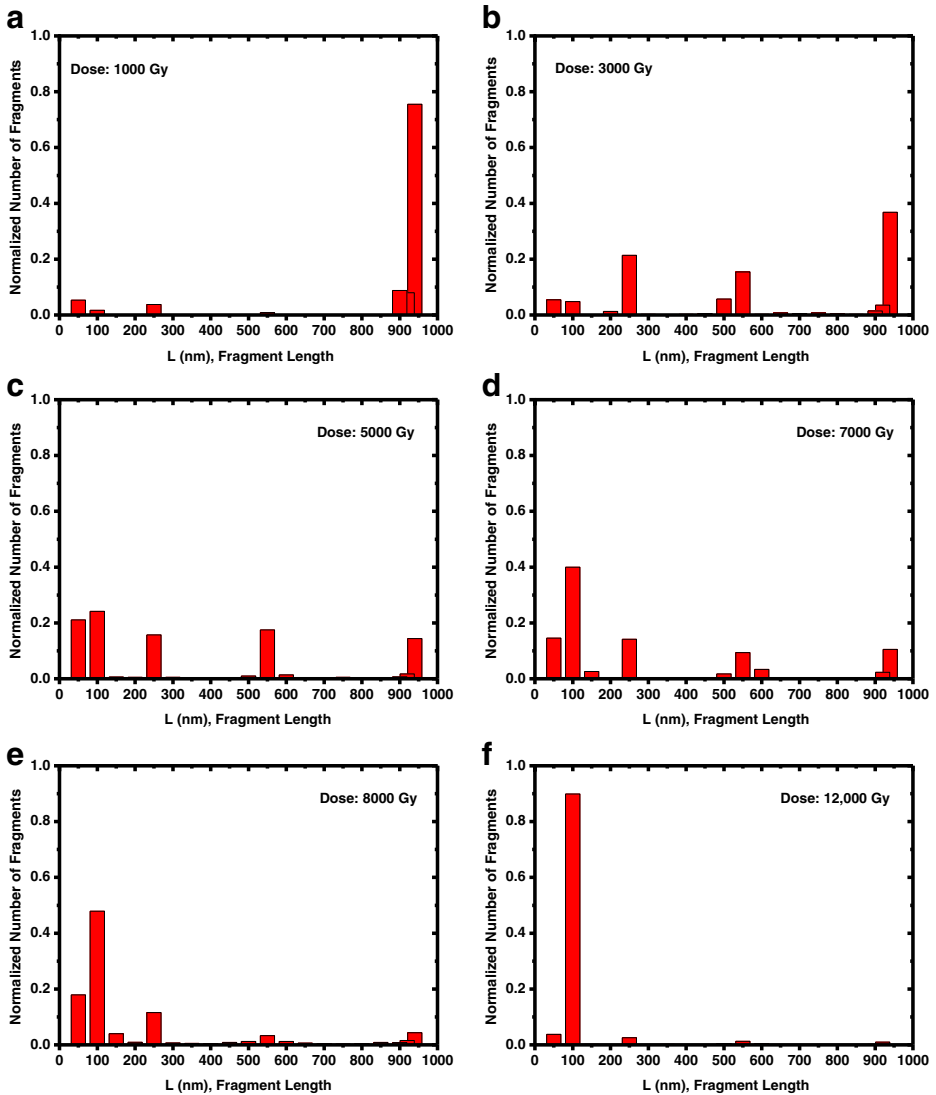 a
b
Dose: 1000 Gy
Dose: 3000 Gy
Normalized Number of Fragments
Normalized Number of Fragments
1.0
0.8
0.6
0.4
0.2
0.0
1.0
0.8
0.6
0.4
0.2
0.0
0 100 200 300 400 500 600 700 800 900 1000
0 100 200 300 400 500 600 700 800 900 1000
L (nm), Fragment Length
L (nm), Fragment Length
c
d
Dose: 5000 Gy
Dose: 7000 Gy
Normalized Number of Fragments
Normalized Number of Fragments
1.0
0.8
0.6
0.4
0.2
0.0
1.0
0.8
0.6
0.4
0.2
0.0
0 100 200 300 400 500 600 700 800 900 1000
0 100 200 300 400 500 600 700 800 900 1000
L (nm), Fragment Length
L (nm), Fragment Length
e
f
Dose: 8000 Gy
Dose: 12,000 Gy
Normalized Number of Fragments
Normalized Number of Fragments
1.0
0.8
0.6
0.4
0.2
0.0
1.0
0.8
0.6
0.4
0.2
0.0
0 100 200 300 400 500 600 700 800 900 1000
0 100 200 300 400 500 600 700 800 900 1000
L (nm), Fragment Length
L (nm), Fragment Length